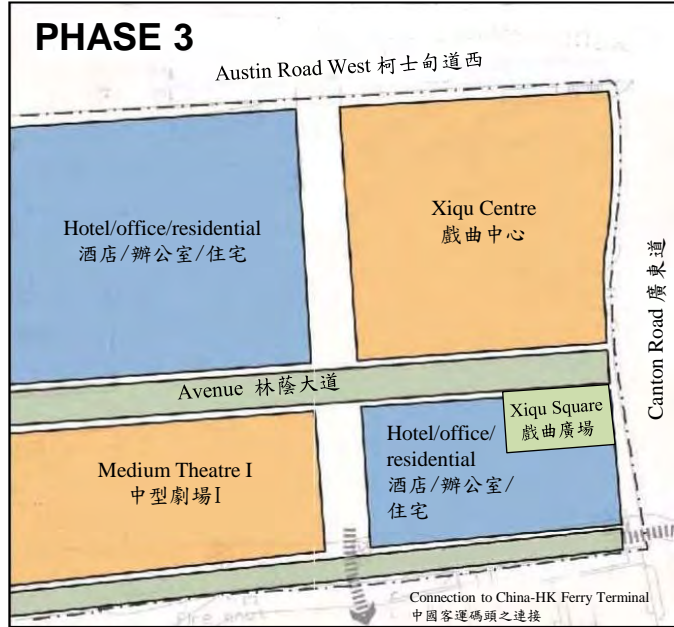 PHASE 3
Austin Road West 柯士甸道西
Hotel/office/residential
酒店/辦公室/住宅
Xiqu Centre
戲曲中心
Canton Road 廣東道
Avenue 林蔭大道
Xiqu Square
戲曲廣場
Hotel/office/
residential
酒店/辦公室/
住宅
Medium Theatre I
中型劇場I
Connection to China-HK Ferry Terminal
中國客運碼頭之連接